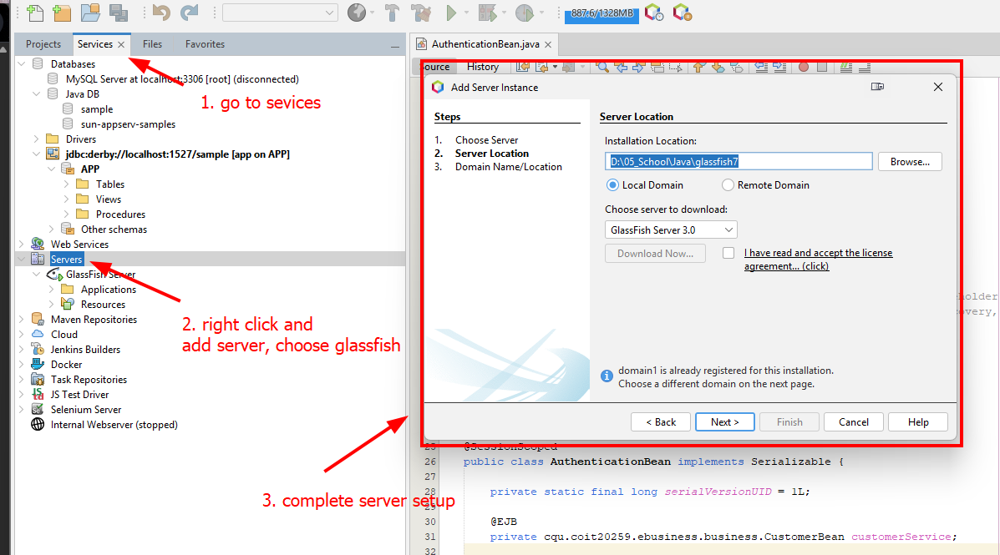 887.6/1328MB
Projects
Services
Files
Favorites
AuthenticationBean.java
Source
History
Databases
MySQL Server at localhost:3306 [root] (disconnected)
Java DB
sample
sun-appserv-samples
Drivers
jdbc:derby://localhost:1527/sample [app on APP]
APP
Tables
Views
Procedures
Other schemas
Web Services
Servers
GlassFish Server
Applications
Resources
Maven Repositories
Cloud
Jenkins Builders
Docker
Task Repositories
JS Test Driver
Selenium Server
Internal Webserver (stopped)
1. go to sevices
2. right click and
add server, choose glassfish
3. complete server setup
Add Server Instance
Steps
1. Choose Server
2. Server Location
3. Domain Name/Location
Server Location
Installation Location:
D:\05_School\Java\glassfish7
Browse...
Local Domain
Remote Domain
Choose server to download:
GlassFish Server 3.0
Download Now...
I have read and accept the license
agreement... (click)
domain1 is already registered for this installation.
Choose a different domain on the next page.
< Back
Next >
Finish
Cancel
Help
eholder
overy,
25 @SessionScoped
26 public class AuthenticationBean implements Serializable {
27
28 private static final long serialVersionUID = 1L;
29
30 @EJB
31 private cqu.coit20259.ebusiness.business.CustomerBean customerService;
32